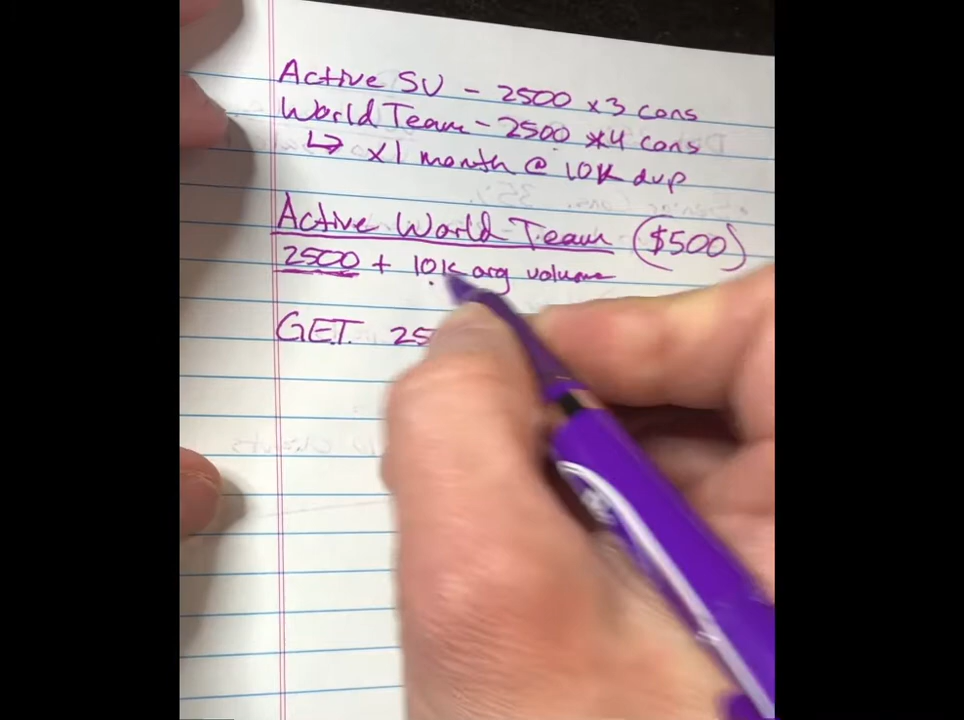 Active SV - 2500 x3 cons
World Team - 2500 x4 cons
↳ x1 month @ 10K dup
Active World Team ($500)
2500 + 10K org volume
GET 25